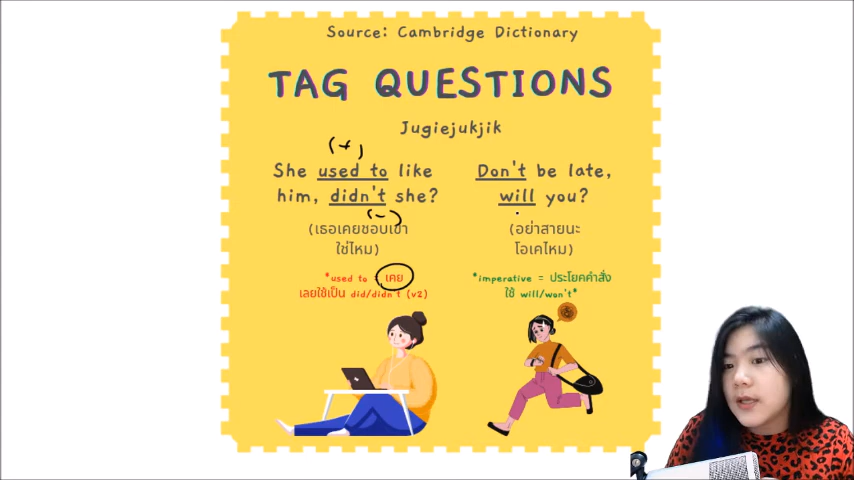 Source: Cambridge Dictionary
TAG QUESTIONS
Jugiejukjik
(+)
She used to like
him, didn't she?
(-)
(เธอเคยชอบเขา
ใช่ไหม)
*used to = เคย
เลยใช้เป็น did/didn't (v2)
Don't be late,
will you?
(อย่าสายนะ
โอเคไหม)
*imperative = ประโยคคำสั่ง
ใช้ will/won't*